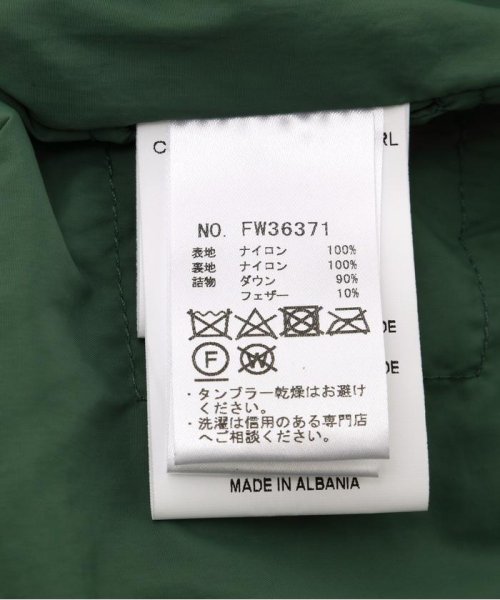 C RL
NO. FW36371
表地 ナイロン 100%
裏地 ナイロン 100%
詰物 ダウン 90%
フェザー 10%
F W
・タンブラー乾燥はお避け
ください。
・洗濯は信用のある専門店
へご相談ください。
DE
DE
MADE IN ALBANIA